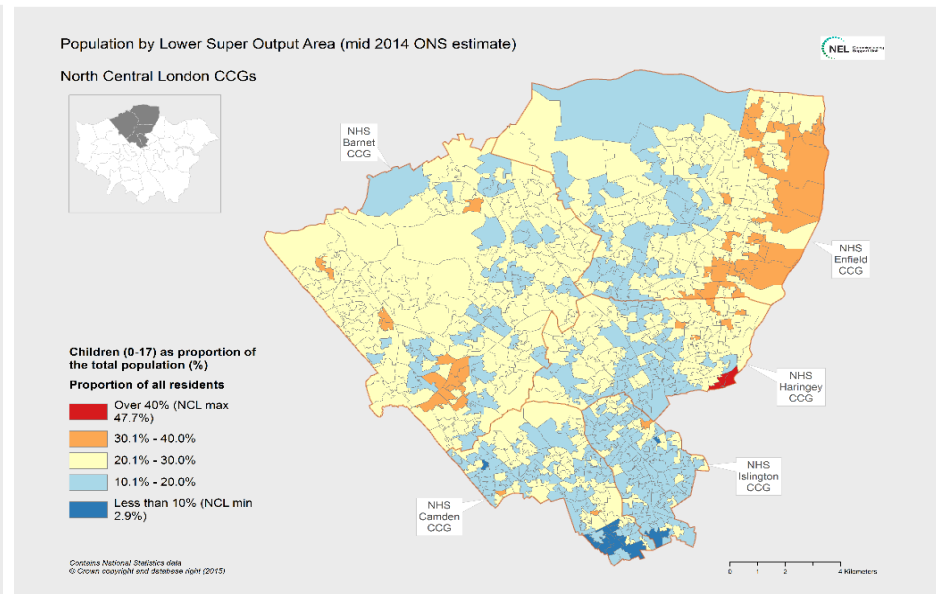 Population by Lower Super Output Area (mid 2014 ONS estimate)
NEL Commissioning
Support Unit
North Central London CCGs
NHS
Barnet
CCG
NHS
Enfield
CCG
NHS
Haringey
CCG
NHS
Islington
CCG
NHS
Camden
CCG
Children (0-17) as proportion of
the total population (%)
Proportion of all residents
Over 40% (NCL max
47.7%)
30.1% - 40.0%
20.1% - 30.0%
10.1% - 20.0%
Less than 10% (NCL min
2.9%)
Contains National Statistics data
© Crown copyright and database right (2015)
0 1 2 4 Kilometers